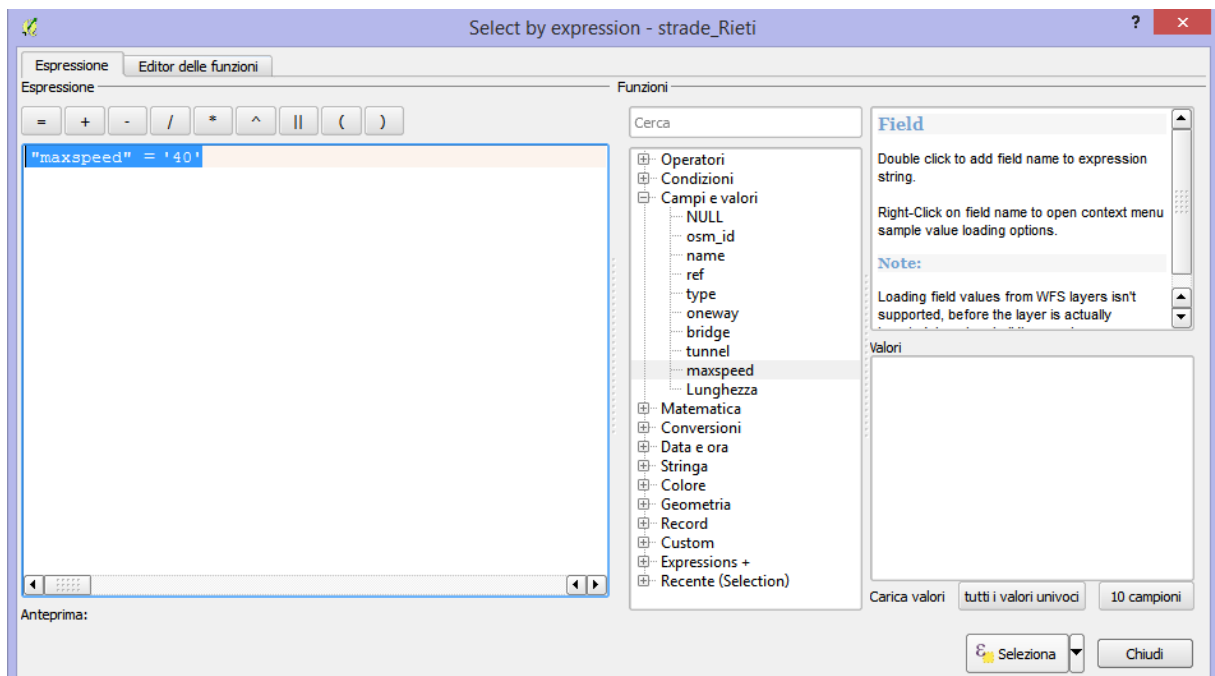 Select by expression - strade_Rieti
?
×
Espressione
Editor delle funzioni
Espressione
= + - / * ^ || ( )
"maxspeed" = '40'
Anteprima:
Funzioni
Cerca
Operatori
Condizioni
Campi e valori
NULL
osm_id
name
ref
type
oneway
bridge
tunnel
maxspeed
Lunghezza
Matematica
Conversioni
Data e ora
Stringa
Colore
Geometria
Record
Custom
Expressions +
Recente (Selection)
Field
Double click to add field name to expression
string.
Right-Click on field name to open context menu
sample value loading options.
Note:
Loading field values from WFS layers isn't
supported, before the layer is actually
Valori
Carica valori
tutti i valori univoci
10 campioni
Seleziona
Chiudi